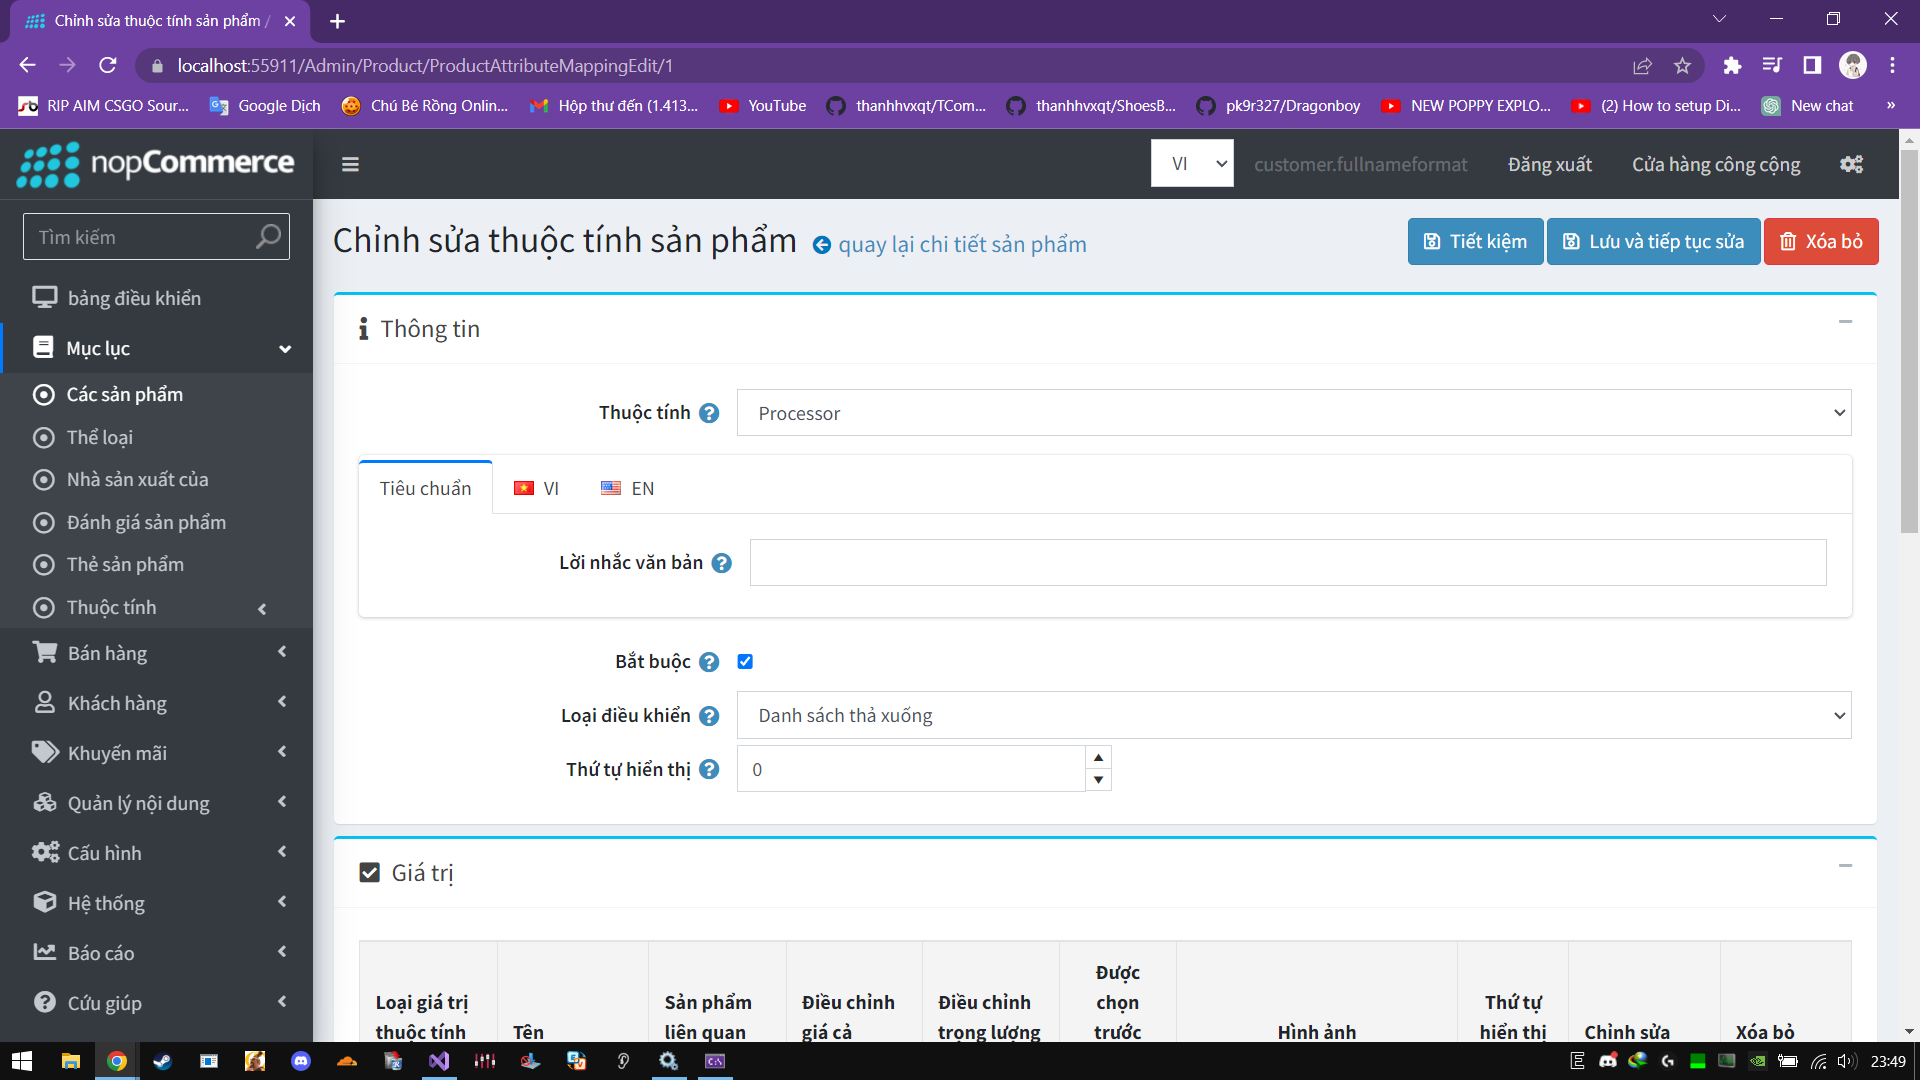 Chỉnh sửa thuộc tính sản phẩm /
localhost:55911/Admin/Product/ProductAttributeMappingEdit/1
RIP AIM CSGO Sour...
Google Dịch
Chú Bé Rồng Onlin...
Hộp thư đến (1.413...
YouTube
thanhhvxqt/TCom...
thanhhvxqt/ShoesB...
pk9r327/Dragonboy
NEW POPPY EXPLO...
(2) How to setup Di...
New chat
»
nopCommerce
VI
customer.fullnameformat
Đăng xuất
Cửa hàng công cộng
Tìm kiếm
bảng điều khiển
Mục lục
Các sản phẩm
Thể loại
Nhà sản xuất của
Đánh giá sản phẩm
Thẻ sản phẩm
Thuộc tính
Bán hàng
Khách hàng
Khuyến mãi
Quản lý nội dung
Cấu hình
Hệ thống
Báo cáo
Cứu giúp
Chỉnh sửa thuộc tính sản phẩm
quay lại chi tiết sản phẩm
Tiết kiệm
Lưu và tiếp tục sửa
Xóa bỏ
Thông tin
Thuộc tính
Processor
Tiêu chuẩn
VI
EN
Lời nhắc văn bản
Bắt buộc
Loại điều khiển
Danh sách thả xuống
Thứ tự hiển thị
0
Giá trị
Loại giá trị thuộc tính
Tên
Sản phẩm liên quan
Điều chỉnh giá cả
Điều chỉnh trọng lượng
Được chọn trước
Hình ảnh
Thứ tự hiển thị
Chỉnh sửa
Xóa bỏ
23:49